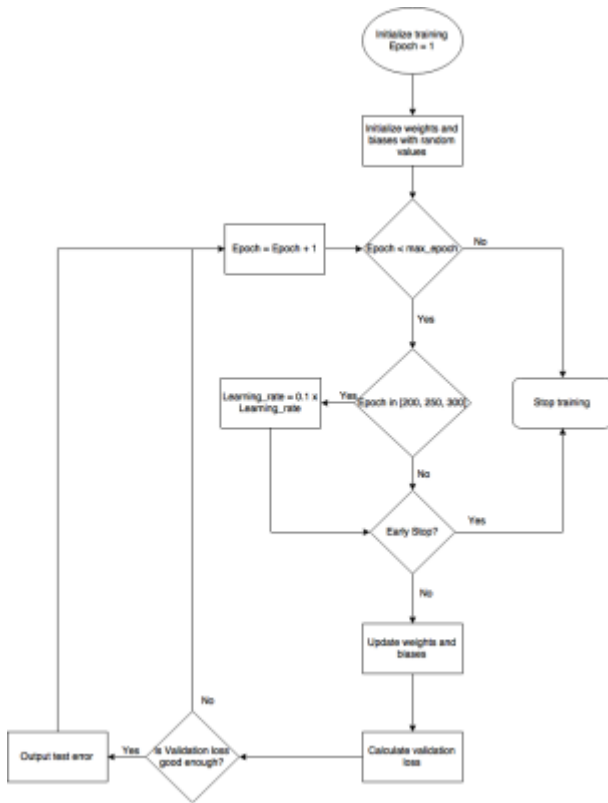 Initialize training
Epoch = 1
Initialize weights and
biases with random
values
Epoch = Epoch + 1
Epoch < max_epoch
No
Yes
Learning_rate = 0.1 x
Learning_rate
Yes
Epoch in [200, 250, 300]
Stop training
No
Early Stop?
Yes
No
Update weights and
biases
No
Output test error
Yes
Is Validation loss
good enough?
Calculate validation
loss